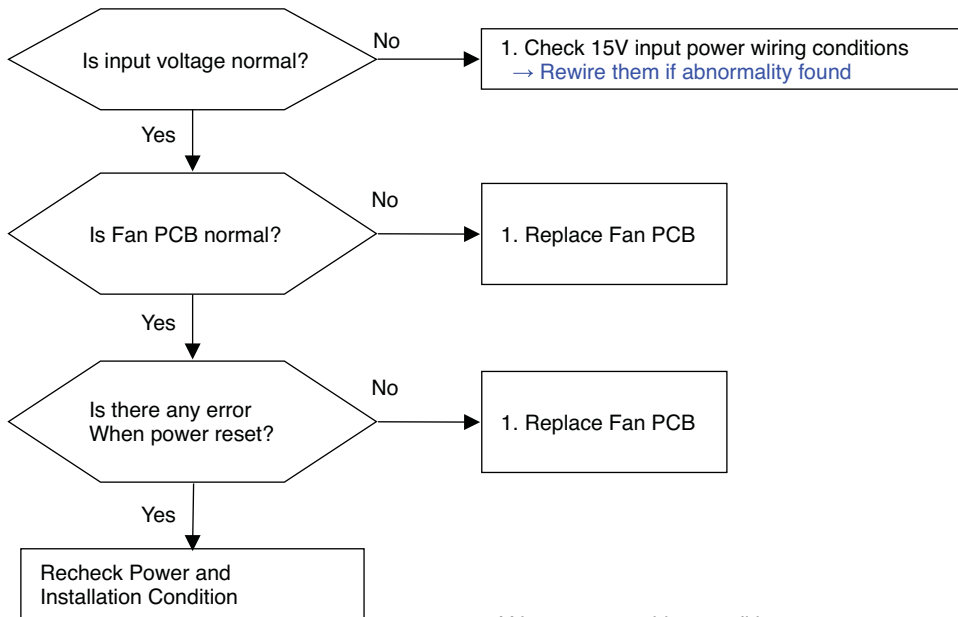 Is input voltage normal?
No
1. Check 15V input power wiring conditions
→ Rewire them if abnormality found
Yes
Is Fan PCB normal?
No
1. Replace Fan PCB
Yes
Is there any error
When power reset?
No
1. Replace Fan PCB
Yes
Recheck Power and
Installation Condition